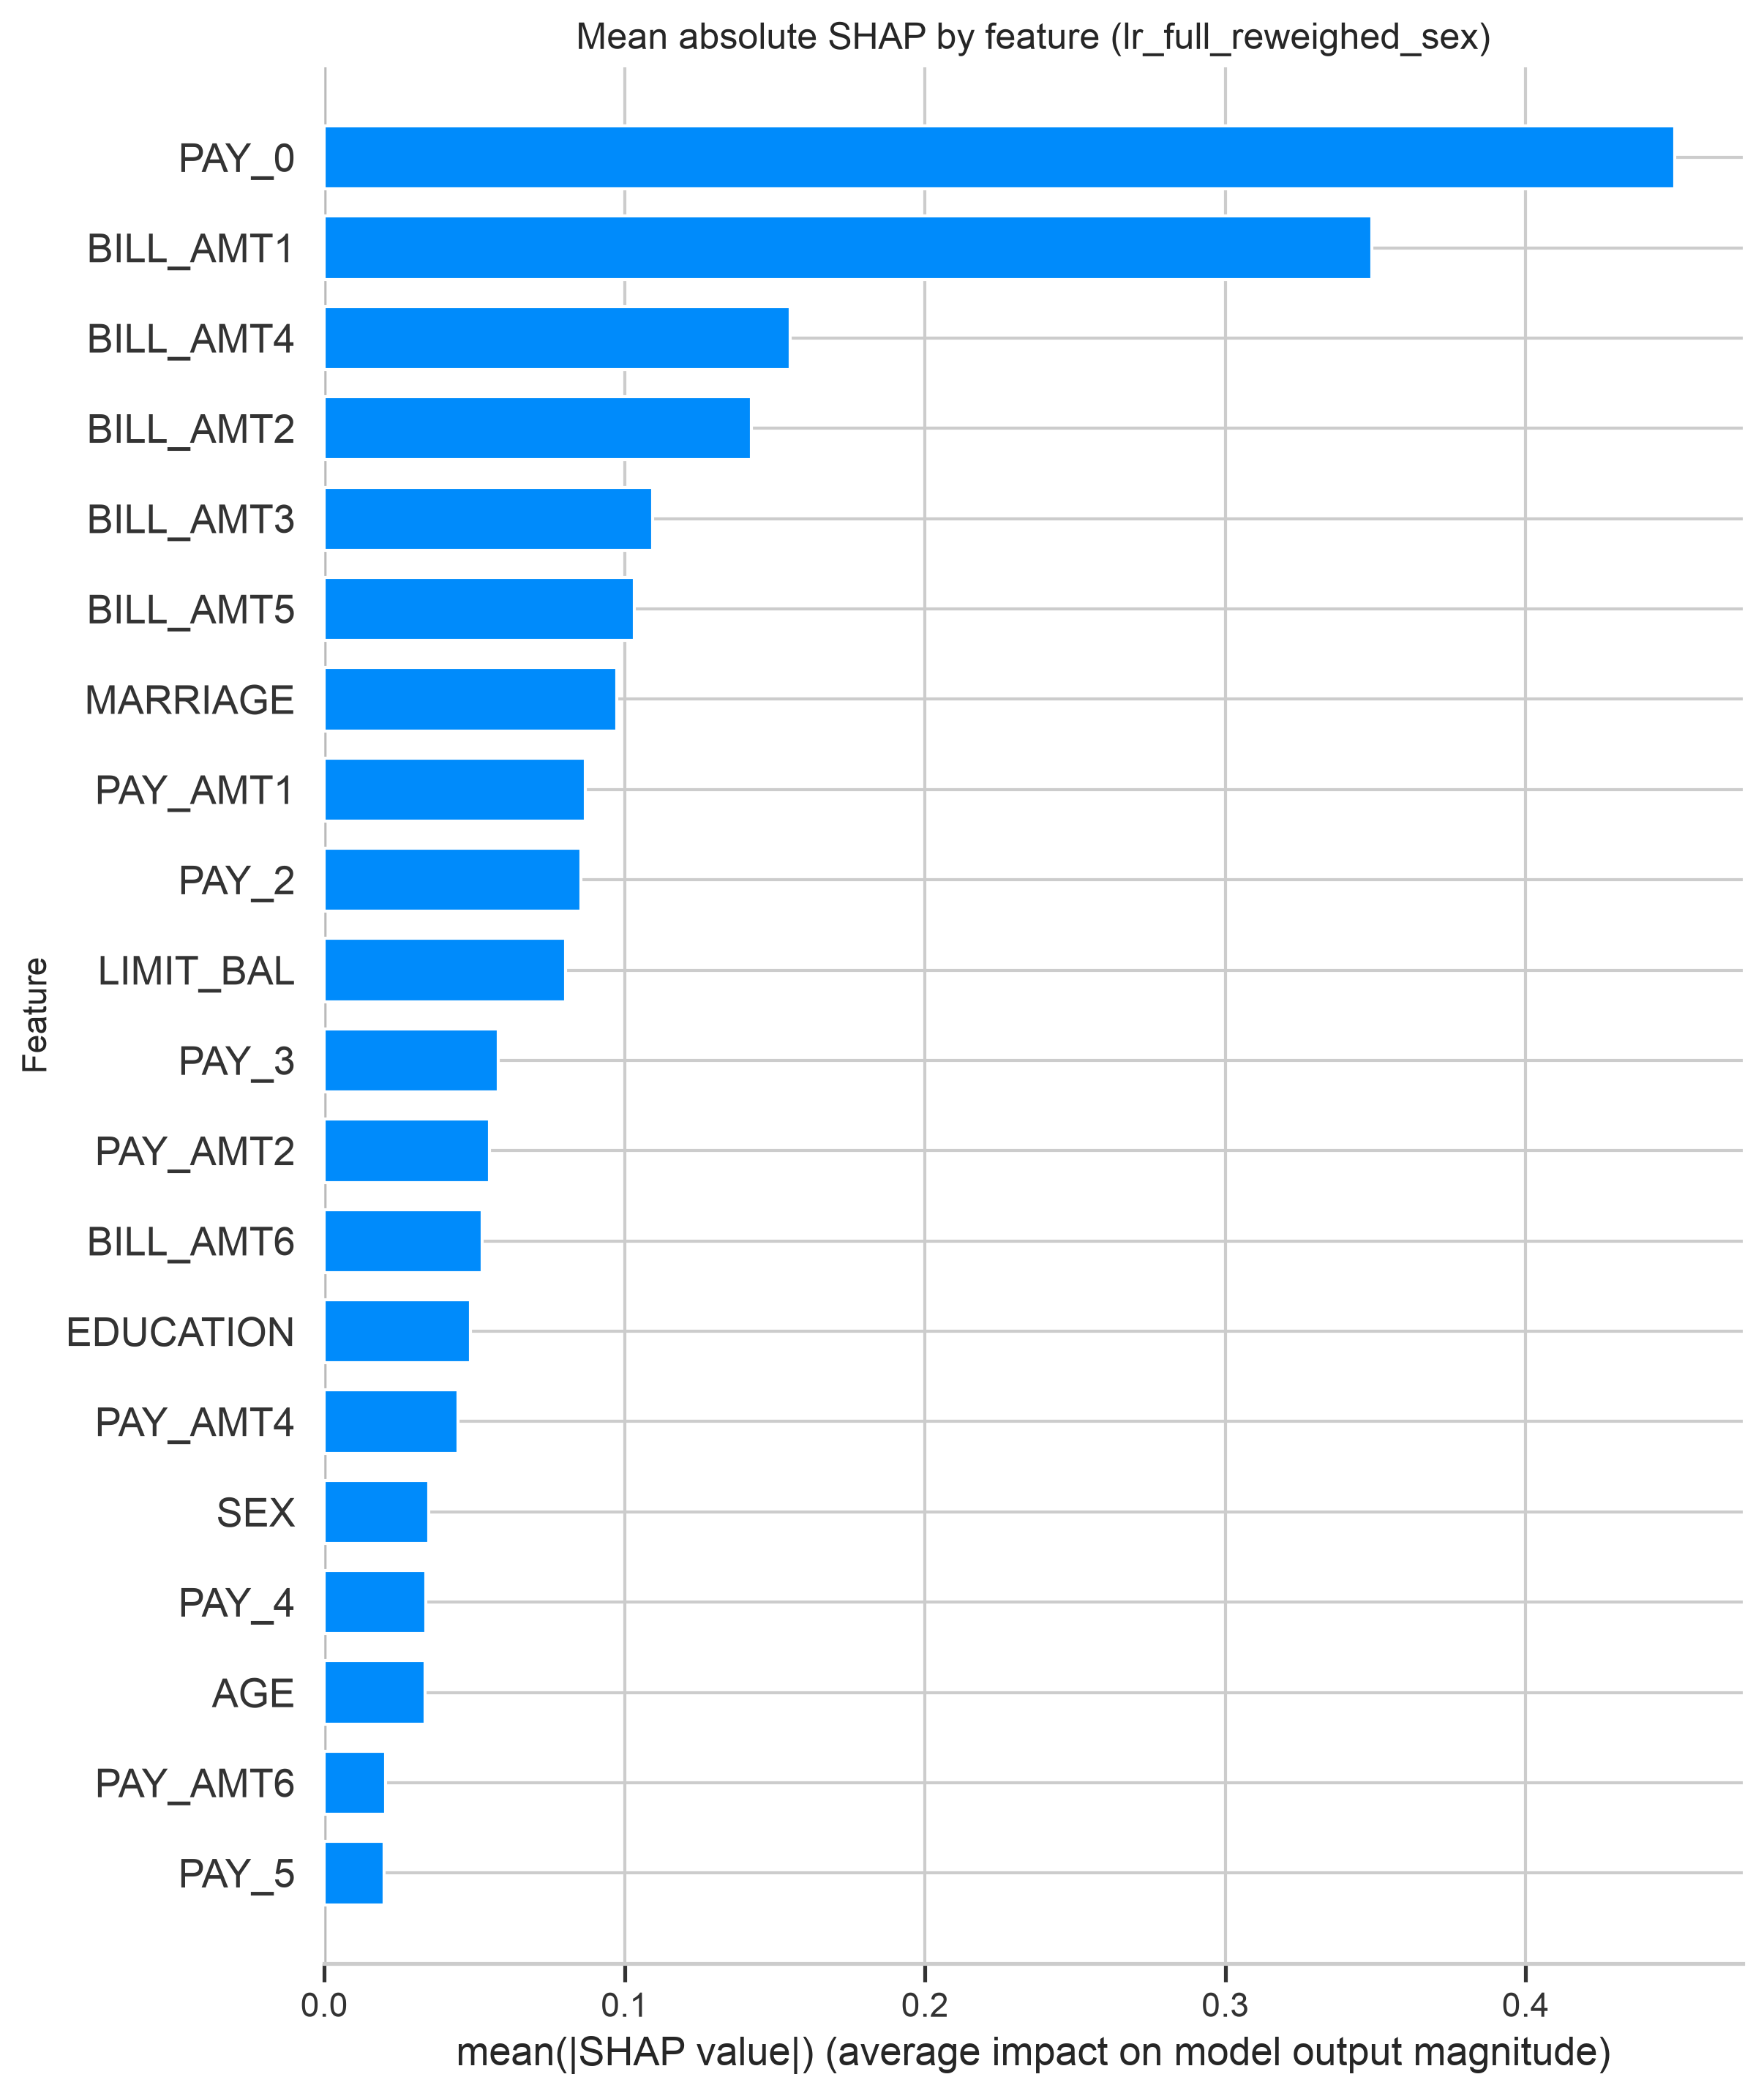 Mean absolute SHAP by feature (lr_full_reweighed_sex)
PAY_0
BILL_AMT1
BILL_AMT4
BILL_AMT2
BILL_AMT3
BILL_AMT5
MARRIAGE
PAY_AMT1
PAY_2
LIMIT_BAL
PAY_3
PAY_AMT2
BILL_AMT6
EDUCATION
PAY_AMT4
SEX
PAY_4
AGE
PAY_AMT6
PAY_5
Feature
0.0 0.1 0.2 0.3 0.4
mean(|SHAP value|) (average impact on model output magnitude)